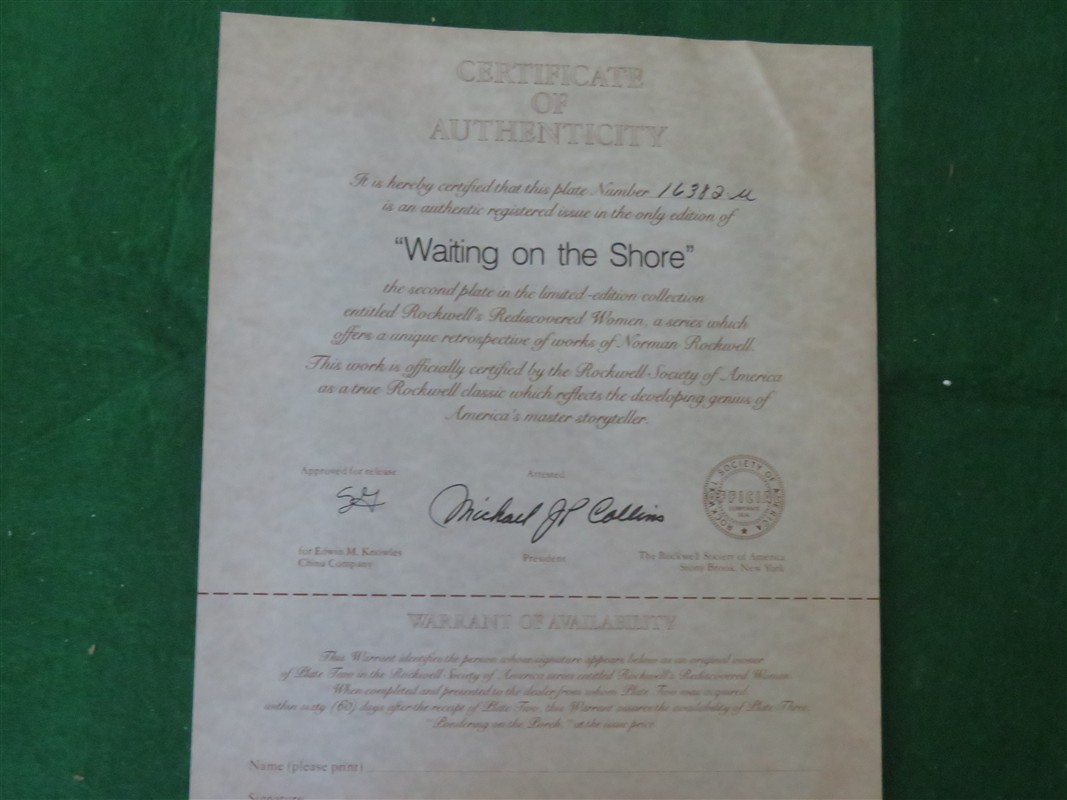 CERTIFICATE
OF
AUTHENTICITY
It is hereby certified that this plate Number 16382 u
is an authentic registered issue in the only edition of
“Waiting on the Shore”
the second plate in the limited-edition collection
entitled Rockwell's Rediscovered Women, a series which
offers a unique retrospective of works of Norman Rockwell.
This work is officially certified by the Rockwell Society of America
as a true Rockwell classic which reflects the developing genius of
America's master storyteller.
Approved for release
Attested
Michael JP Collins
ROCKWELL SOCIETY OF AMERICA
for Edwin M. Knowles
China Company
President
The Rockwell Society of America
Stony Brook, New York
WARRANT OF AVAILABILITY
This Warrant identifies the person whose signature appears below as an original owner
of Plate Two in the Rockwell Society of America series entitled Rockwell's Rediscovered Women.
When completed and presented to the dealer from whom Plate Two was acquired,
within sixty (60) days after the receipt of Plate Two, this Warrant assures the availability of Plate Three,
“Pondering on the Porch,” at the issue price.
Name (please print)
Signature